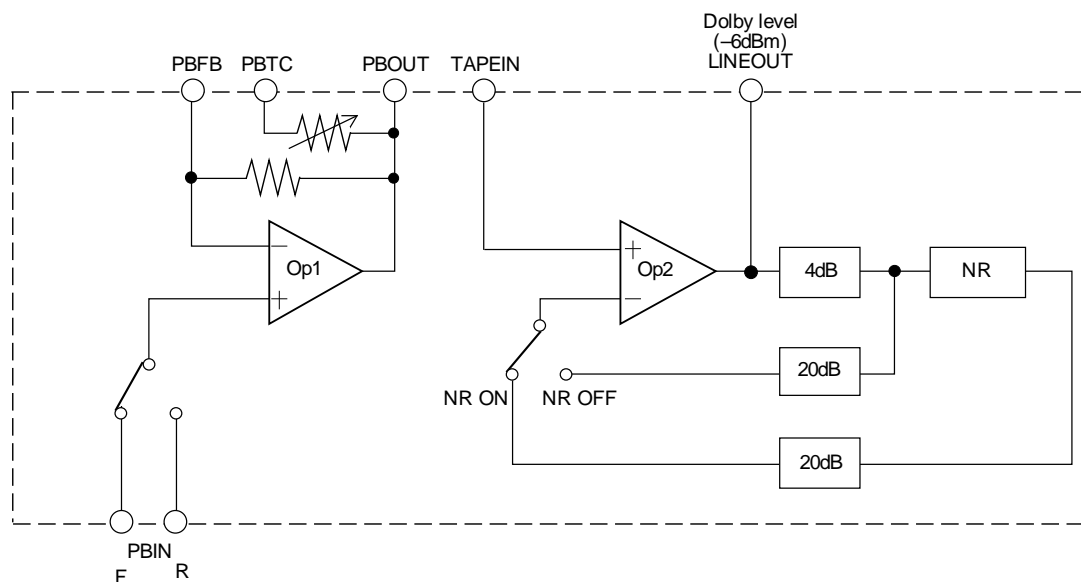 Dolby level
(–6dBm)
LINEOUT
PBFB
PBTC
PBOUT
TAPEIN
Op1
–
+
Op2
+
–
4dB
NR
20dB
NR ON
NR OFF
20dB
PBIN
R